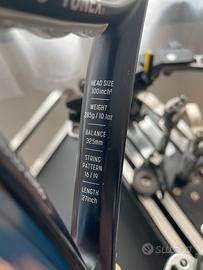 YONEX
HEAD SIZE
100inch²
WEIGHT
285g / 10.1oz
BALANCE
325mm
STRING
PATTERN
16 / 19
LENGTH
27inch
Subito